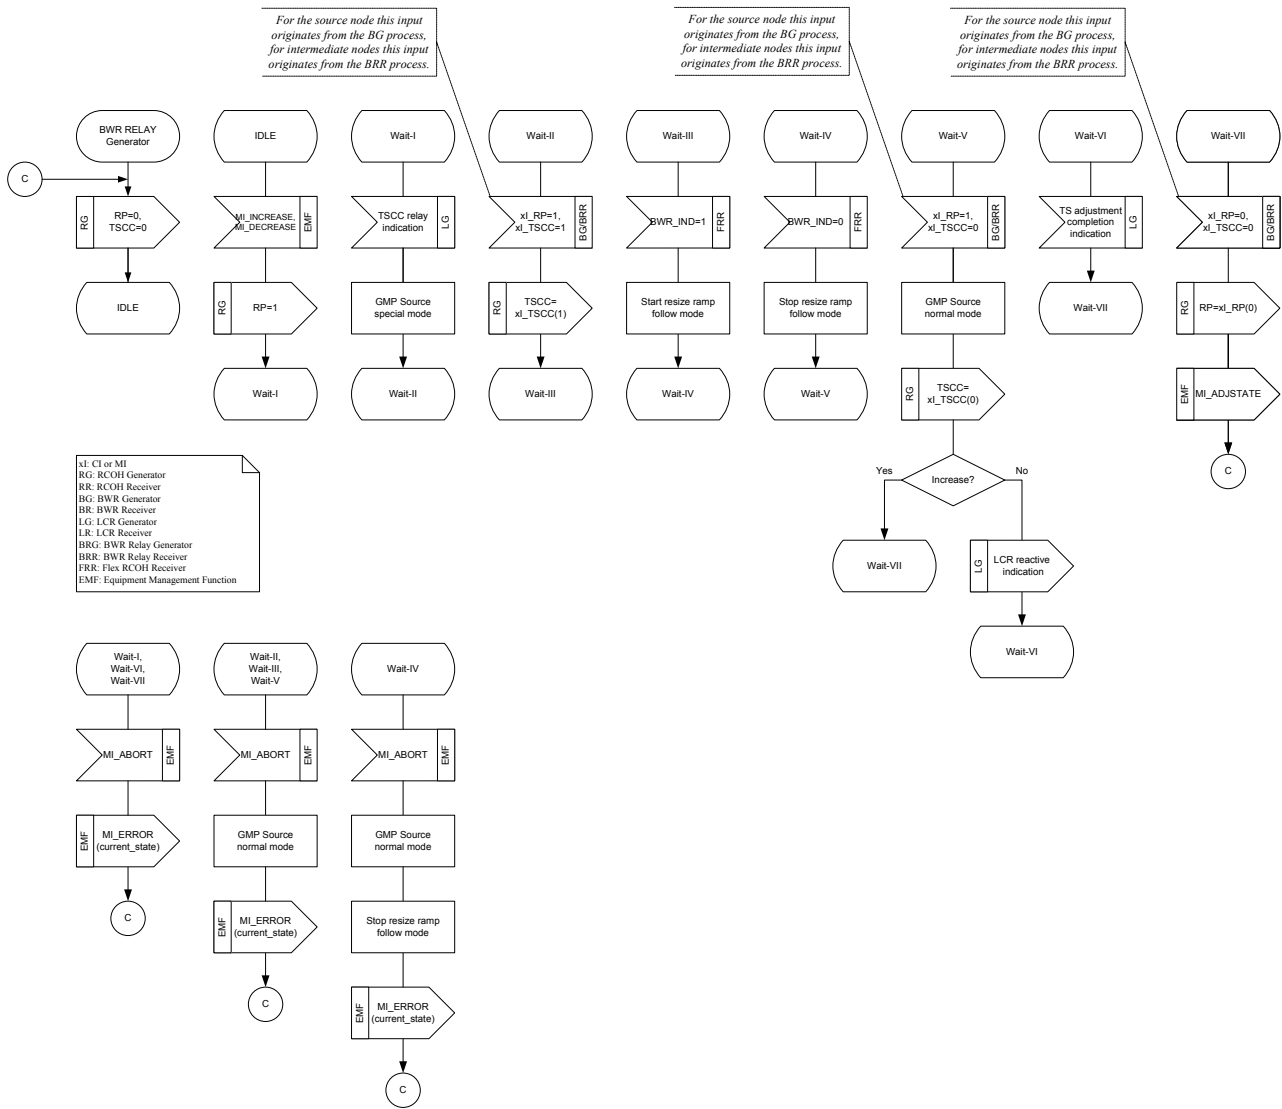 For the source node this input
originates from the BG process,
for intermediate nodes this input
originates from the BRR process.
For the source node this input
originates from the BG process,
for intermediate nodes this input
originates from the BRR process.
For the source node this input
originates from the BG process,
for intermediate nodes this input
originates from the BRR process.
BWR RELAY
Generator
C
RG
RP=0,
TSCC=0
IDLE
IDLE
MI_INCREASE,
MI_DECREASE
EMF
RG
RP=1
Wait-I
Wait-I
TSCC relay
indication
LG
GMP Source
special mode
Wait-II
Wait-II
xI_RP=1,
xI_TSCC=1
BG/BRR
RG
TSCC=
xI_TSCC(1)
Wait-III
Wait-III
BWR_IND=1
FRR
Start resize ramp
follow mode
Wait-IV
Wait-IV
BWR_IND=0
FRR
Stop resize ramp
follow mode
Wait-V
Wait-V
xI_RP=1,
xI_TSCC=0
BG/BRR
GMP Source
normal mode
RG
TSCC=
xI_TSCC(0)
Increase?
Yes
No
Wait-VII
LG
LCR reactive
indication
Wait-VI
Wait-VI
TS adjustment
completion
indication
LG
Wait-VII
Wait-VII
xI_RP=0,
xI_TSCC=0
BG/BRR
RG
RP=xI_RP(0)
EMF
MI_ADJSTATE
C
xI: CI or MI
RG: RCOH Generator
RR: RCOH Receiver
BG: BWR Generator
BR: BWR Receiver
LG: LCR Generator
LR: LCR Receiver
BRG: BWR Relay Generator
BRR: BWR Relay Receiver
FRR: Flex RCOH Receiver
EMF: Equipment Management Function
Wait-I,
Wait-VI,
Wait-VII
MI_ABORT
EMF
EMF
MI_ERROR
(current_state)
C
Wait-II,
Wait-III,
Wait-V
MI_ABORT
EMF
GMP Source
normal mode
EMF
MI_ERROR
(current_state)
C
Wait-IV
MI_ABORT
EMF
GMP Source
normal mode
Stop resize ramp
follow mode
EMF
MI_ERROR
(current_state)
C